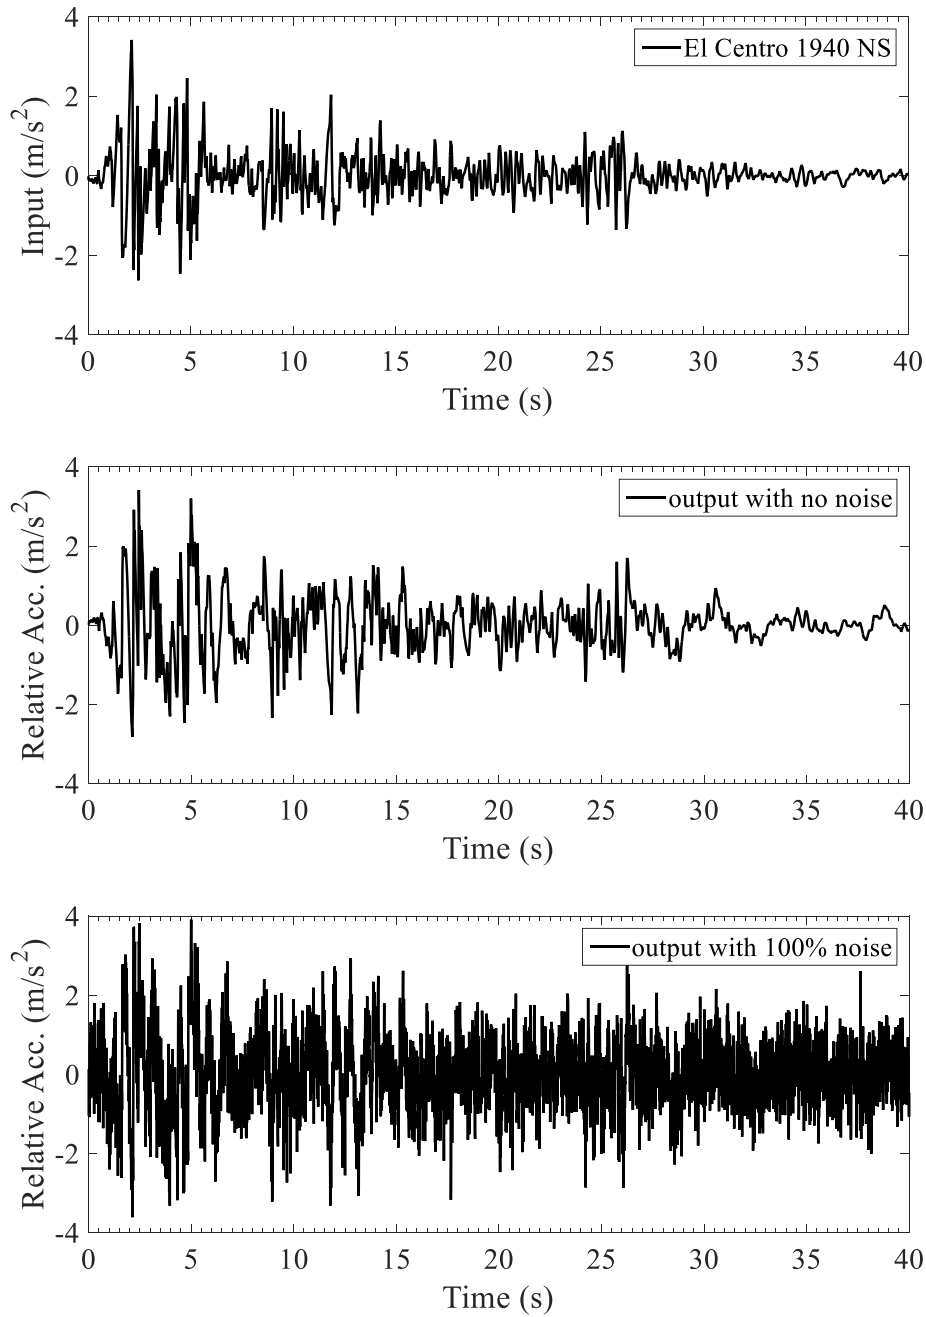 El Centro 1940 NS
Input (m/s²)
4
2
0
-2
-4
0 5 10 15 20 25 30 35 40
Time (s)
output with no noise
Relative Acc. (m/s²)
4
2
0
-2
-4
0 5 10 15 20 25 30 35 40
Time (s)
output with 100% noise
Relative Acc. (m/s²)
4
2
0
-2
-4
0 5 10 15 20 25 30 35 40
Time (s)